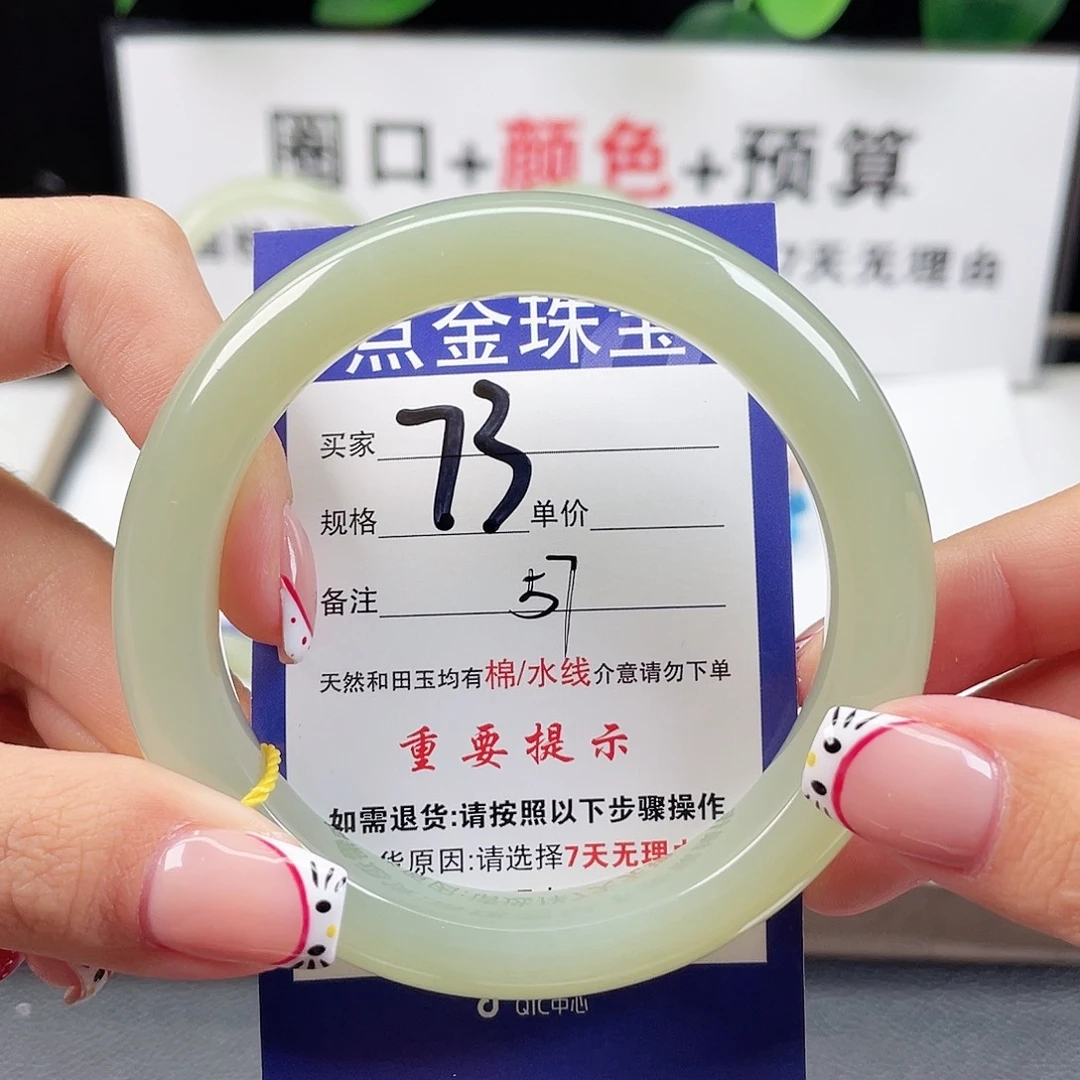 圈口+颜色+预算
7天无理由
点金珠宝
买家
73
规格 单价
备注 57
天然和田玉均有棉/水线介意请勿下单
重要提示
如需退货:请按照以下步骤操作
货原因:请选择7天无理由
QIC中心